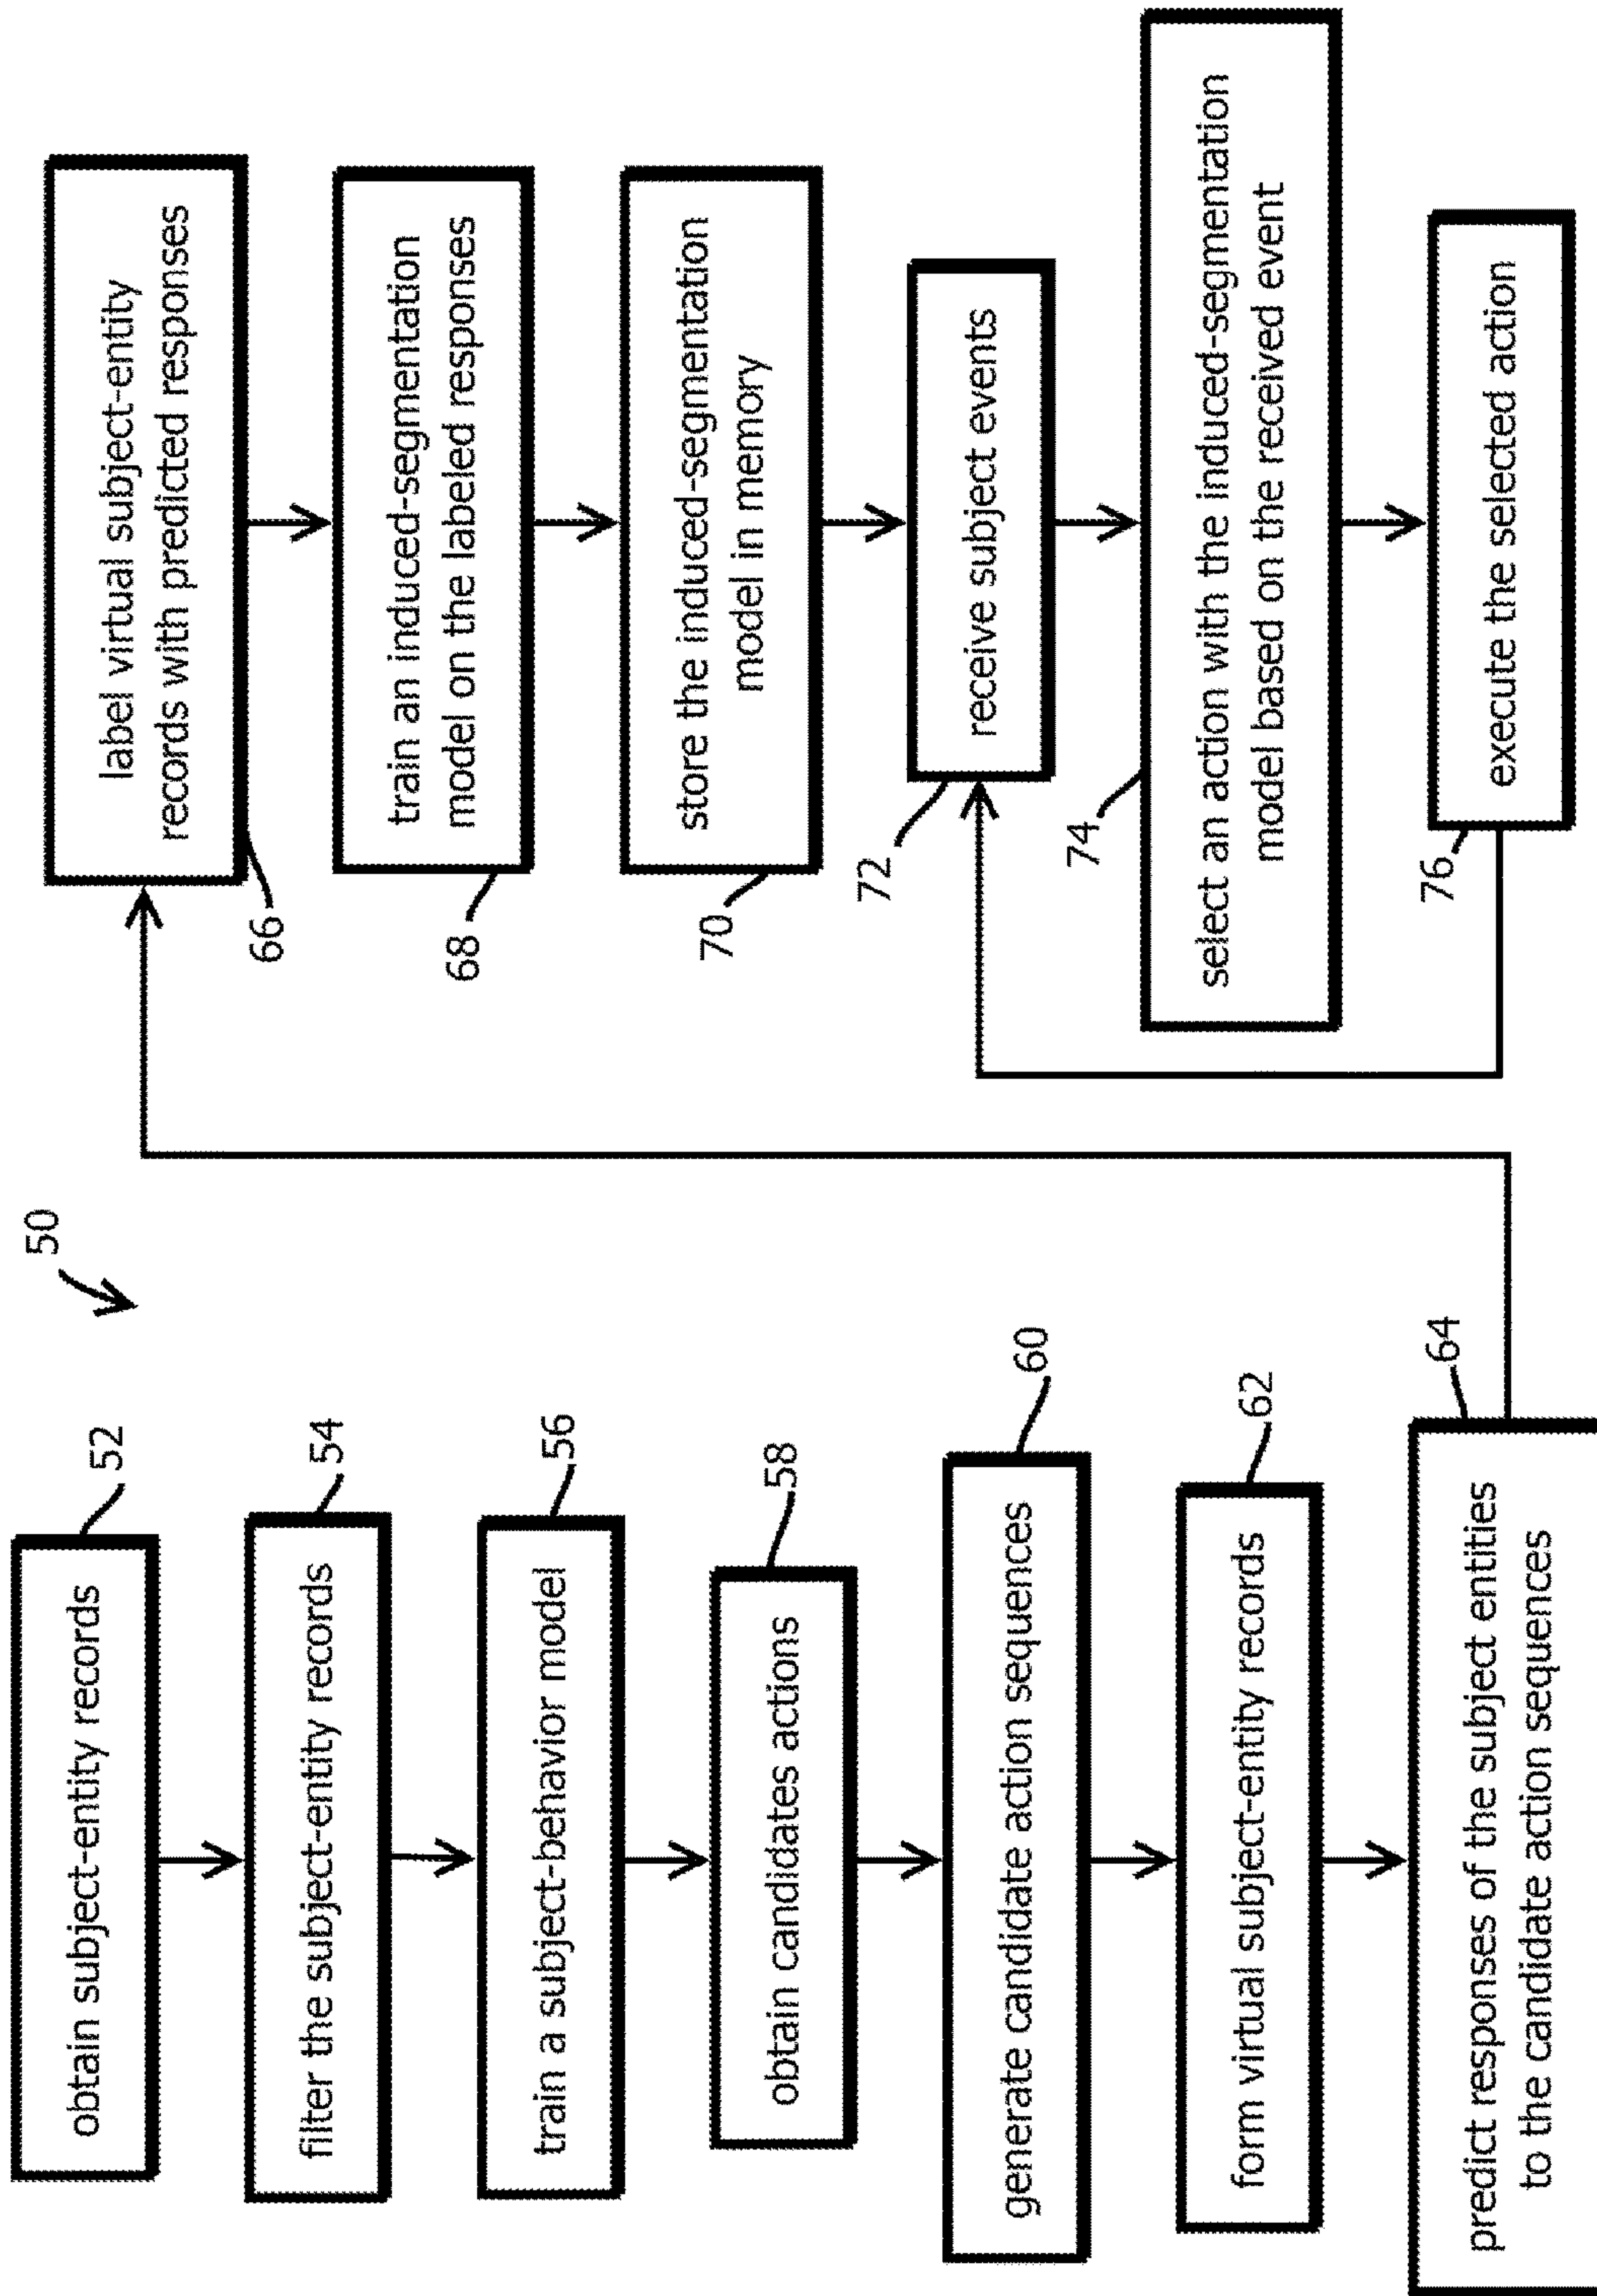 50
obtain subject-entity records
52
filter the subject-entity records
54
train a subject-behavior model
56
obtain candidates actions
58
generate candidate action sequences
60
form virtual subject-entity records
62
predict responses of the subject entities
to the candidate action sequences
64
label virtual subject-entity
records with predicted responses
66
train an induced-segmentation
model on the labeled responses
68
store the induced-segmentation
model in memory
70
receive subject events
72
select an action with the induced-segmentation
model based on the received event
74
execute the selected action
76